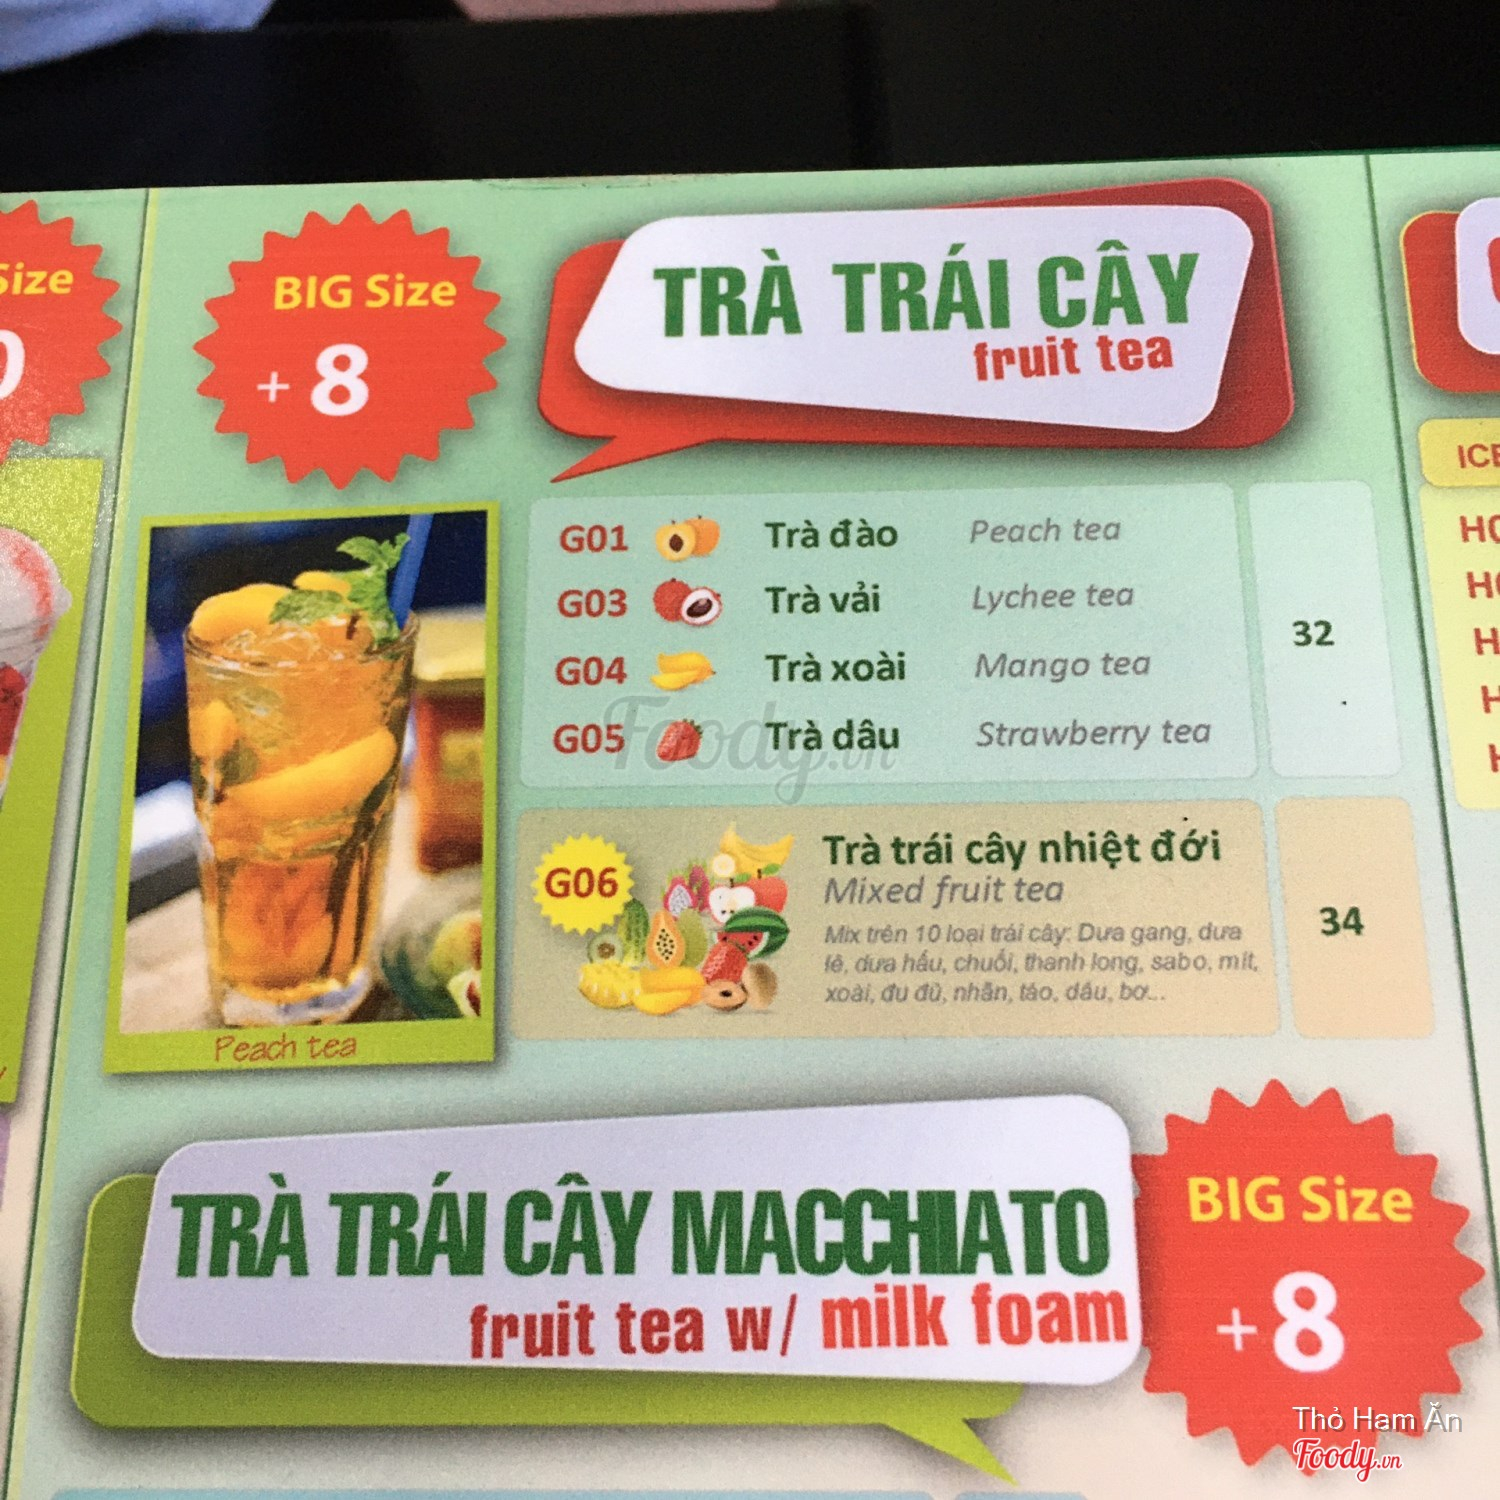 Size
BIG Size
+ 8
TRÀ TRÁI CÂY
fruit tea
ICE
G01 Trà đào Peach tea
G03 Trà vải Lychee tea
G04 Trà xoài Mango tea
G05 Trà dâu Strawberry tea
32
Foody.vn
G06
Trà trái cây nhiệt đới
Mixed fruit tea
Mix trên 10 loại trái cây: Dưa gang, dưa
lê, dưa hấu, chuối, thanh long, sabo, mít,
xoài, đu đủ, nhãn, táo, dâu, bơ...
34
Peach tea
TRÀ TRÁI CÂY MACCHIATO
fruit tea w/ milk foam
BIG Size
+ 8
Thỏ Ham Ăn
Foody.vn